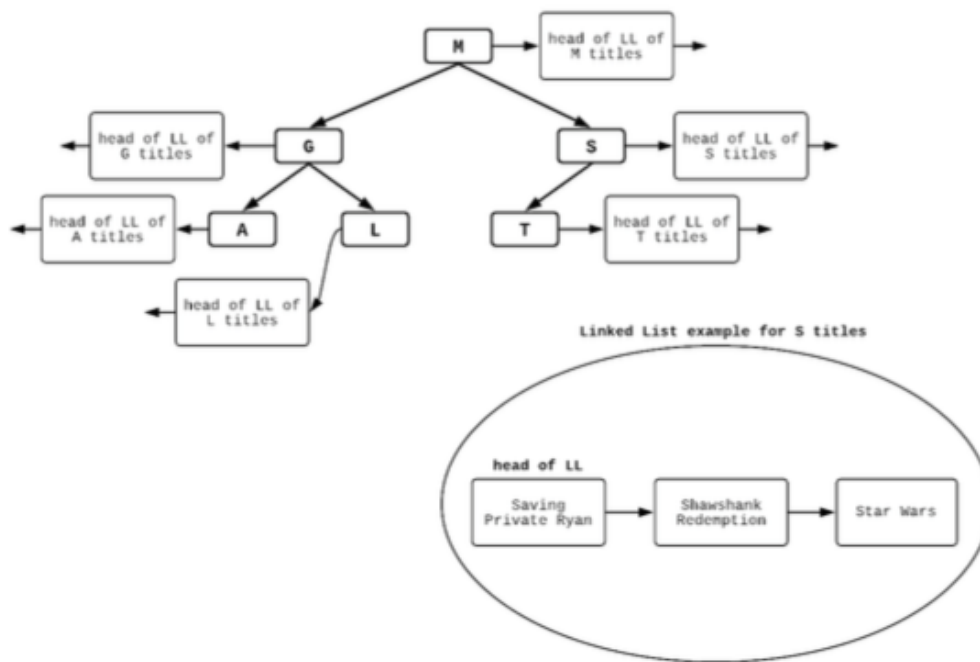 M
head of LL of
M titles
head of LL of
G titles
G
S
head of LL of
S titles
head of LL of
A titles
A
L
T
head of LL of
T titles
head of LL of
L titles
Linked List example for S titles
head of LL
Saving
Private Ryan
Shawshank
Redemption
Star Wars